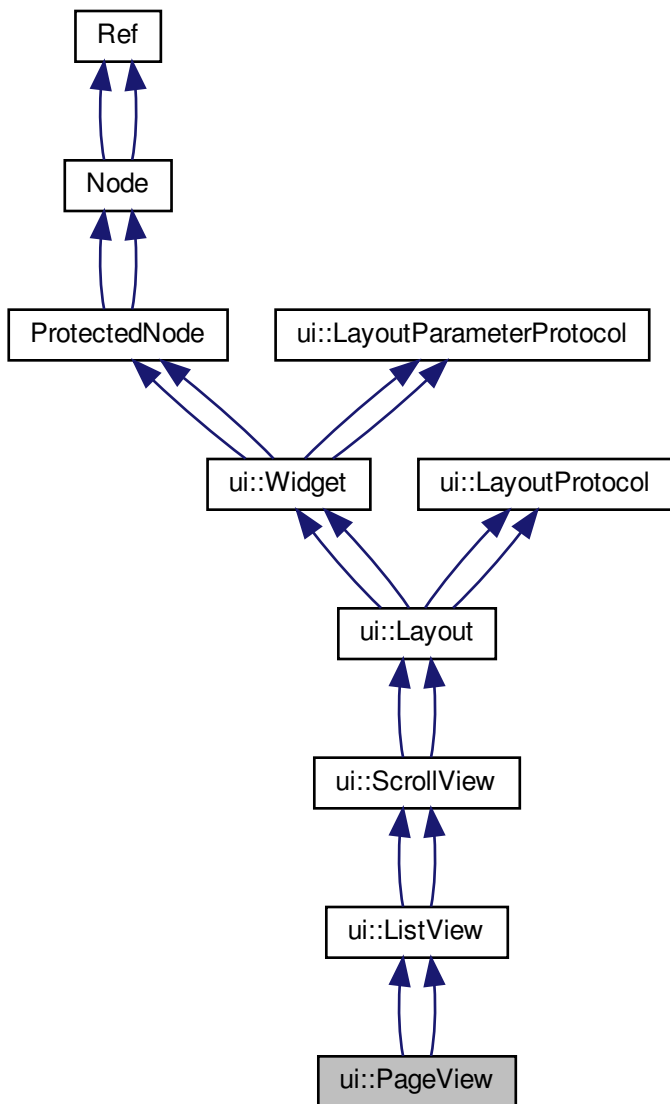 Ref
Node
ProtectedNode
ui::LayoutParameterProtocol
ui::Widget
ui::LayoutProtocol
ui::Layout
ui::ScrollView
ui::ListView
ui::PageView